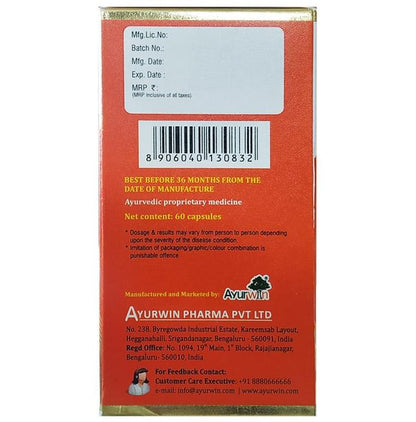 Mfg.Lic.No:
Batch No.:
Mfg. Date:
Exp. Date :
MRP ₹:
(MRP inclusive of all taxes)
8 906040 130832
BEST BEFORE 36 MONTHS FROM THE
DATE OF MANUFACTURE
Ayurvedic proprietary medicine
Net content: 60 capsules
* Dosage & results may vary from person to person depending
upon the severity of the disease condition.
* Imitation of packaging/graphic/colour combination is
punishable offence
Manufactured and Marketed by: Ayurwin
AYURWIN PHARMA PVT LTD
No. 23B, Byregowda Industrial Estate, Kareemsab Layout,
Hegganahalli, Srigandanagar, Bengaluru - 560091, India
Regd Office: No. 1094, 19th Main, 1st Block, Rajajinagar,
Bengaluru- 560010, India
For Feedback Contact:
Customer Care Executive: +91 8880666666
e-mail: info@ayurwin.com, www.ayurwin.com